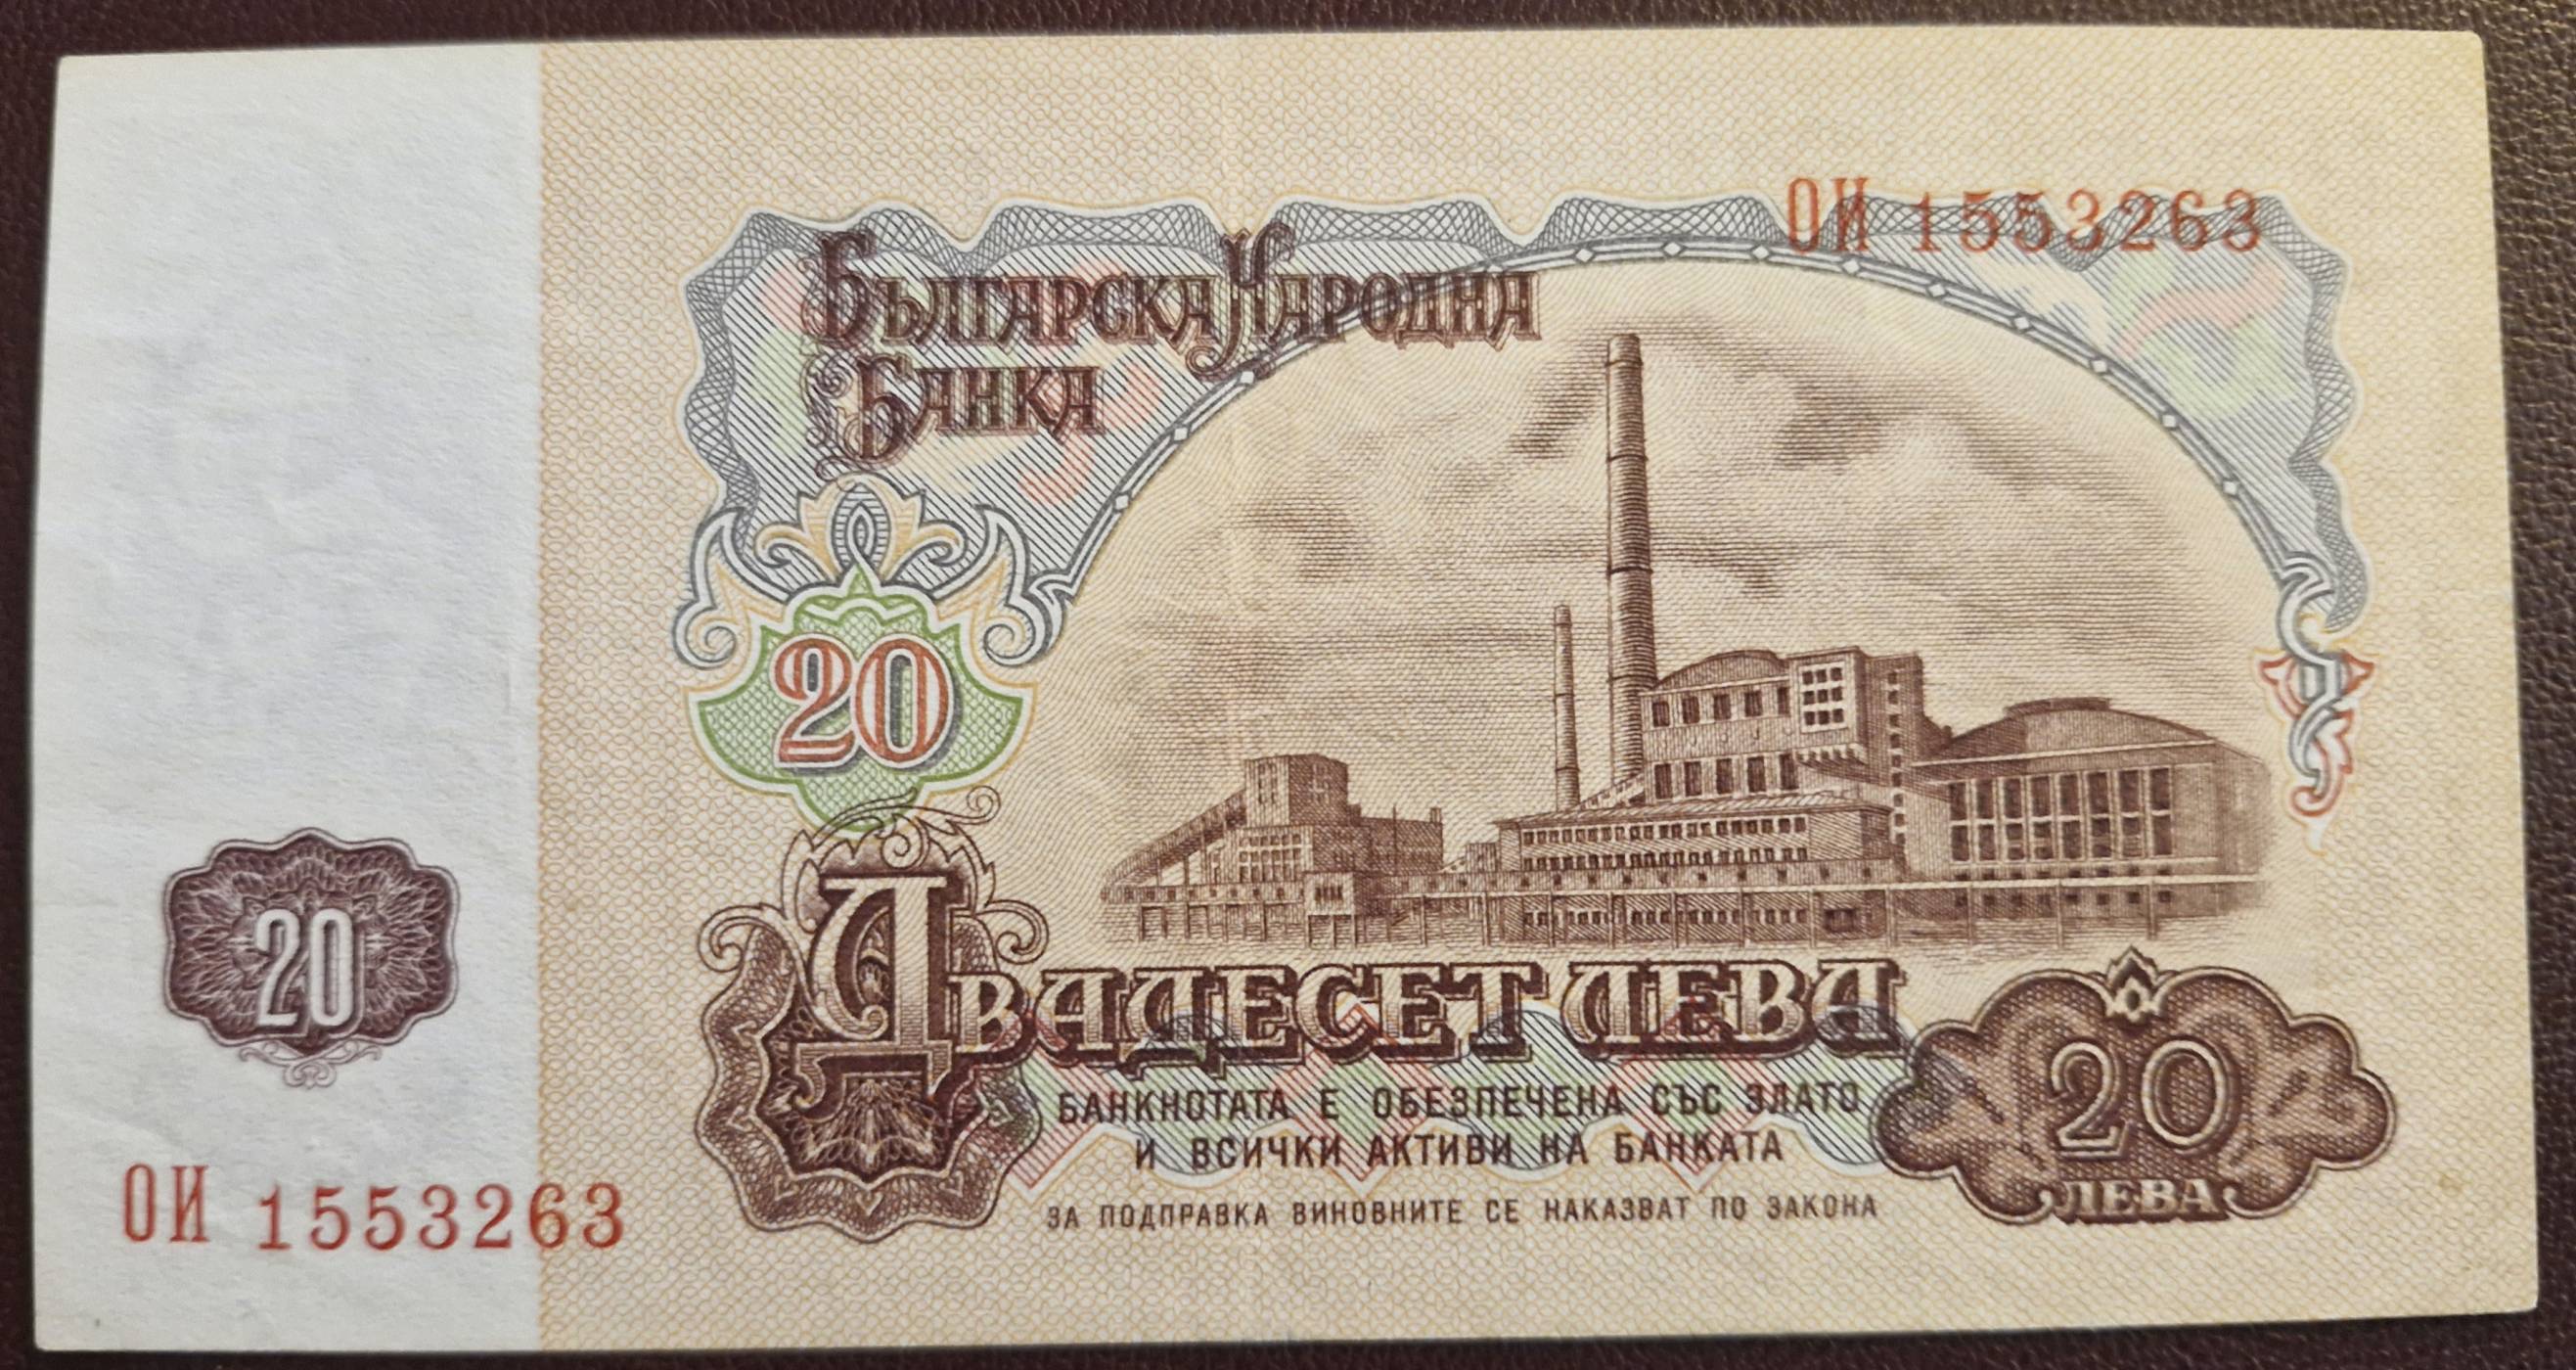 ОИ 1553263
Българска Народна
Банка
20
20
Двадесет лева
20
ЛЕВА
БАНКНОТАТА Е ОБЕЗПЕЧЕНА СЪС ЗЛАТО
И ВСИЧКИ АКТИВИ НА БАНКАТА
ЗА ПОДПРАВКА ВИНОВНИТЕ СЕ НАКАЗВАТ ПО ЗАКОНА
ОИ 1553263